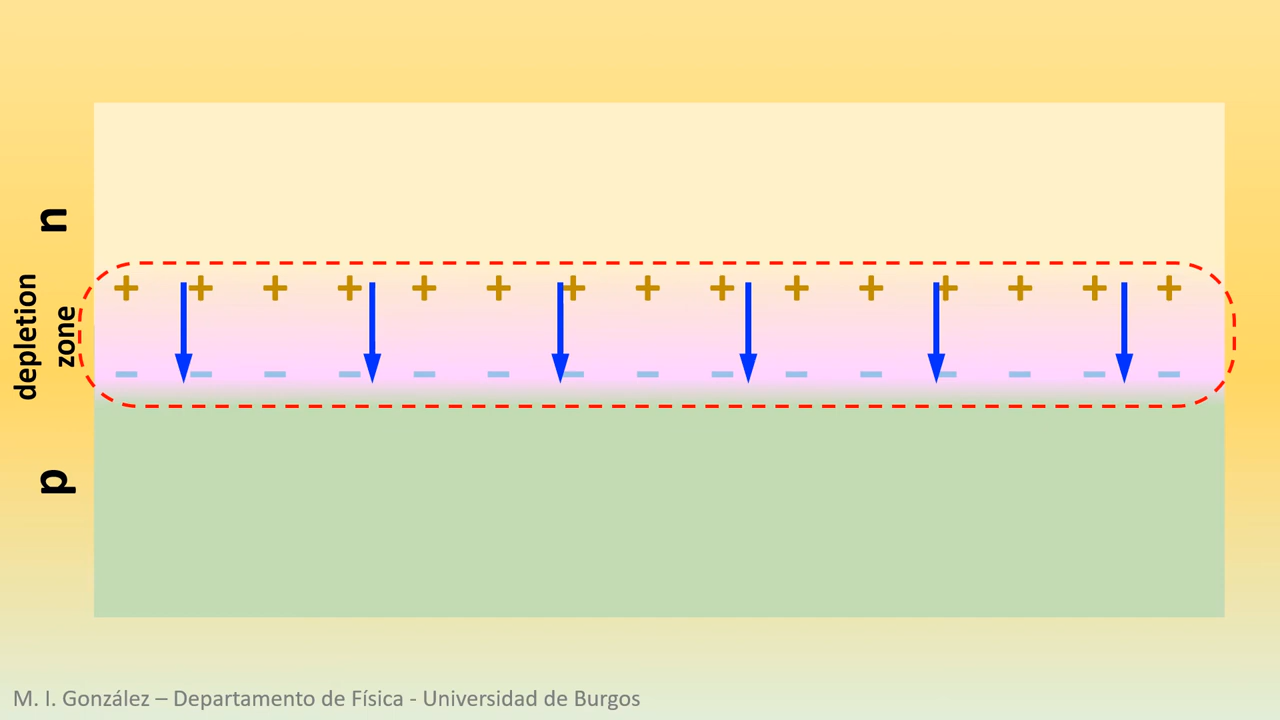 n
depletion
zone
+ + + + + + + + + + + + + + +
− − − − − − − − − − − − − − −
p
M. I. González – Departamento de Física - Universidad de Burgos